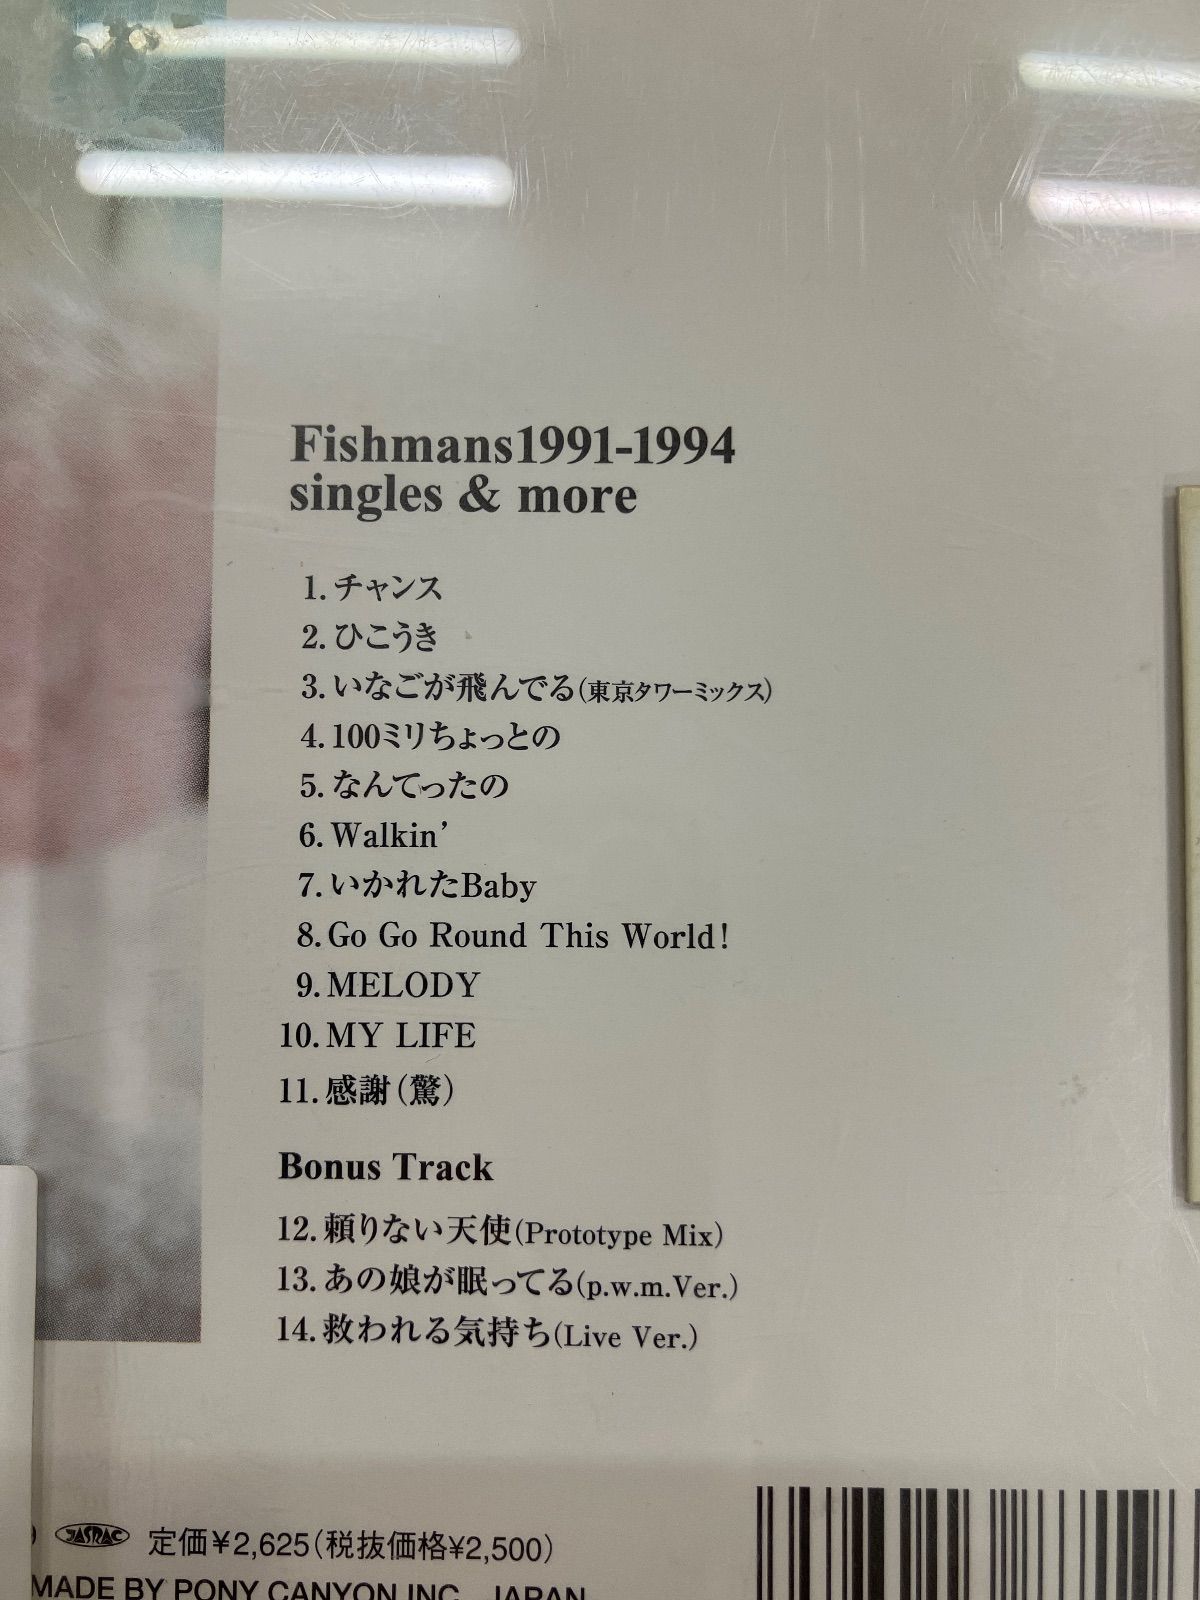 Fishmans1991-1994
singles & more
1.チャンス
2.ひこうき
3.いなごが飛んでる(東京タワーミックス)
4.100ミリちょっとの
5.なんてったの
6.Walkin’
7.いかれたBaby
8.Go Go Round This World!
9.MELODY
10.MY LIFE
11.感謝(驚)
Bonus Track
12.頼りない天使(Prototype Mix)
13.あの娘が眠ってる(p.w.m.Ver.)
14.救われる気持ち(Live Ver.)
JASRAC 定価¥2,625(税抜価格¥2,500)
MADE BY PONY CANYON INC., JAPAN